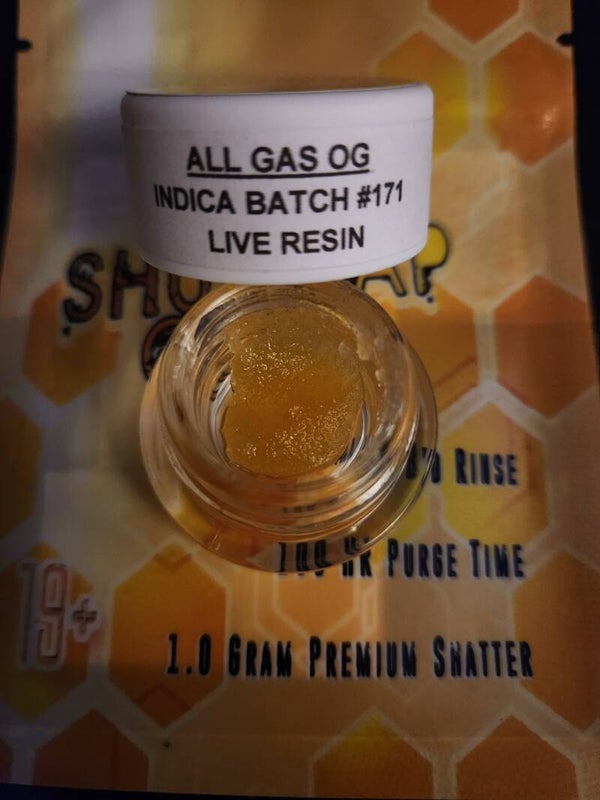 ALL GAS OG
INDICA BATCH #171
LIVE RESIN
RINSE
HR PURGE TIME
19+
1.0 GRAM PREMIUM SHATTER